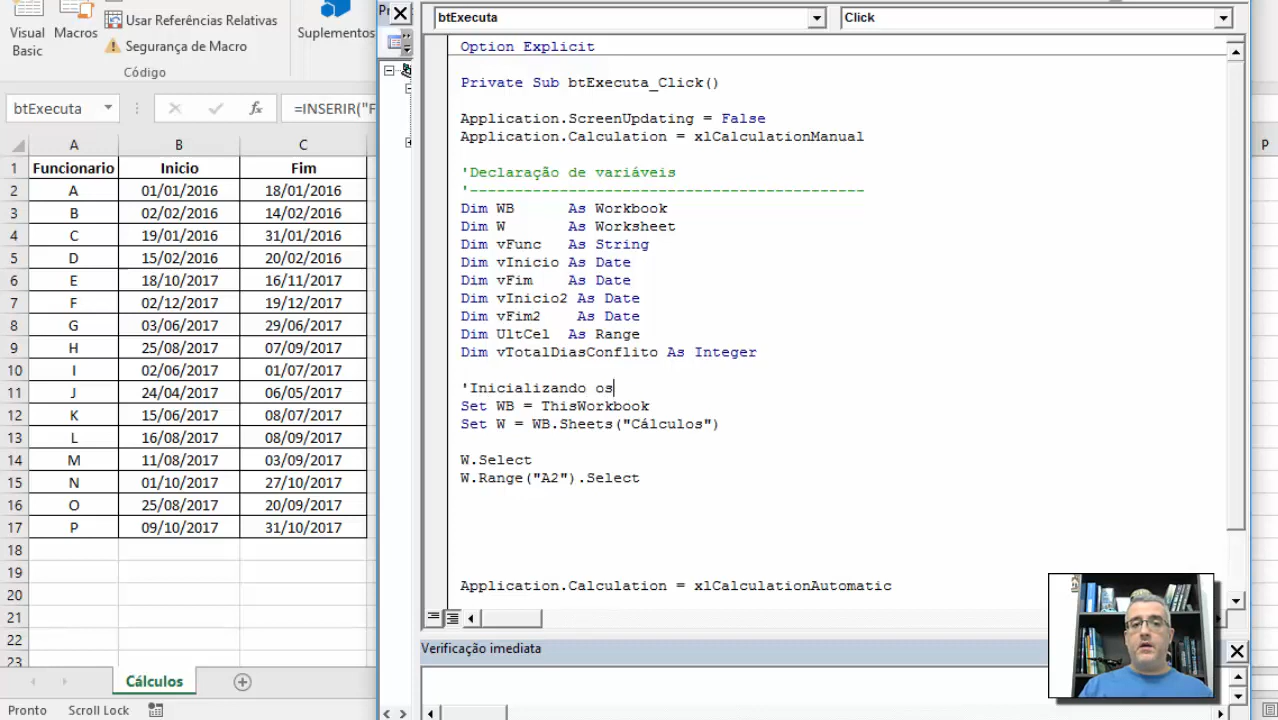 Visual
Basic
Macros
Usar Referências Relativas
Segurança de Macro
Código
Suplementos
btExecuta
=INSERIR("F
A B C
1 Funcionario Inicio Fim
2 A 01/01/2016 18/01/2016
3 B 02/02/2016 14/02/2016
4 C 19/01/2016 31/01/2016
5 D 15/02/2016 20/02/2016
6 E 18/10/2017 16/11/2017
7 F 02/12/2017 19/12/2017
8 G 03/06/2017 29/06/2017
9 H 25/08/2017 07/09/2017
10 I 02/06/2017 01/07/2017
11 J 24/04/2017 06/05/2017
12 K 15/06/2017 08/07/2017
13 L 16/08/2017 08/09/2017
14 M 11/08/2017 03/09/2017
15 N 01/10/2017 27/10/2017
16 O 25/08/2017 20/09/2017
17 P 09/10/2017 31/10/2017
18
19
20
21
22
23
Cálculos
Pronto Scroll Lock
btExecuta Click
Option Explicit
Private Sub btExecuta_Click()
Application.ScreenUpdating = False
Application.Calculation = xlCalculationManual
'Declaração de variáveis
'--------------------------------------------
Dim WB As Workbook
Dim W As Worksheet
Dim vFunc As String
Dim vInicio As Date
Dim vFim As Date
Dim vInicio2 As Date
Dim vFim2 As Date
Dim UltCel As Range
Dim vTotalDiasConflito As Integer
'Inicializando os
Set WB = ThisWorkbook
Set W = WB.Sheets("Cálculos")
W.Select
W.Range("A2").Select
Application.Calculation = xlCalculationAutomatic
Verificação imediata
P